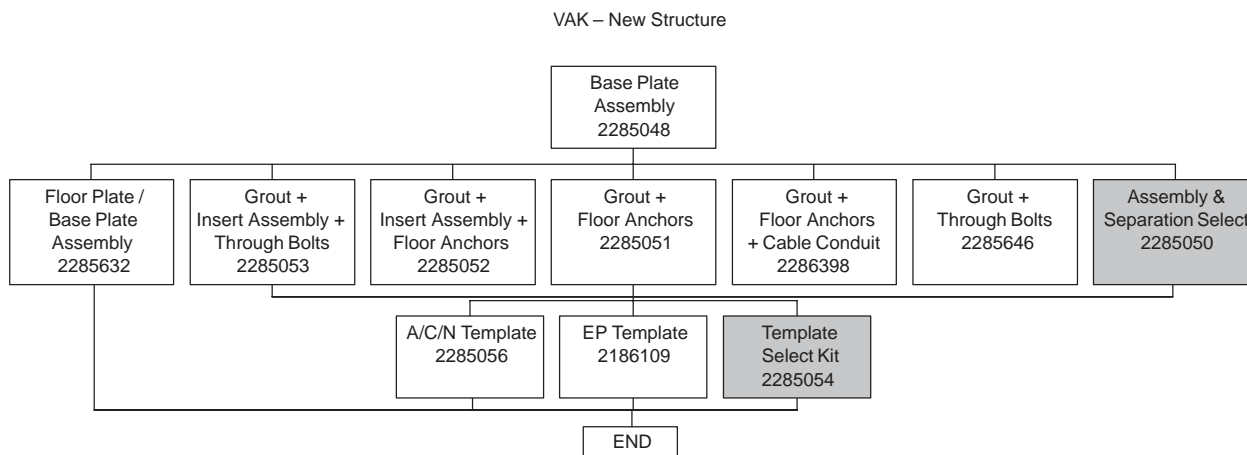 VAK – New Structure
Base Plate
Assembly
2285048
Floor Plate /
Base Plate
Assembly
2285632
Grout +
Insert Assembly +
Through Bolts
2285053
Grout +
Insert Assembly +
Floor Anchors
2285052
Grout +
Floor Anchors
2285051
Grout +
Floor Anchors
+ Cable Conduit
2286398
Grout +
Through Bolts
2285646
Assembly &
Separation Select
2285050
A/C/N Template
2285056
EP Template
2186109
Template
Select Kit
2285054
END